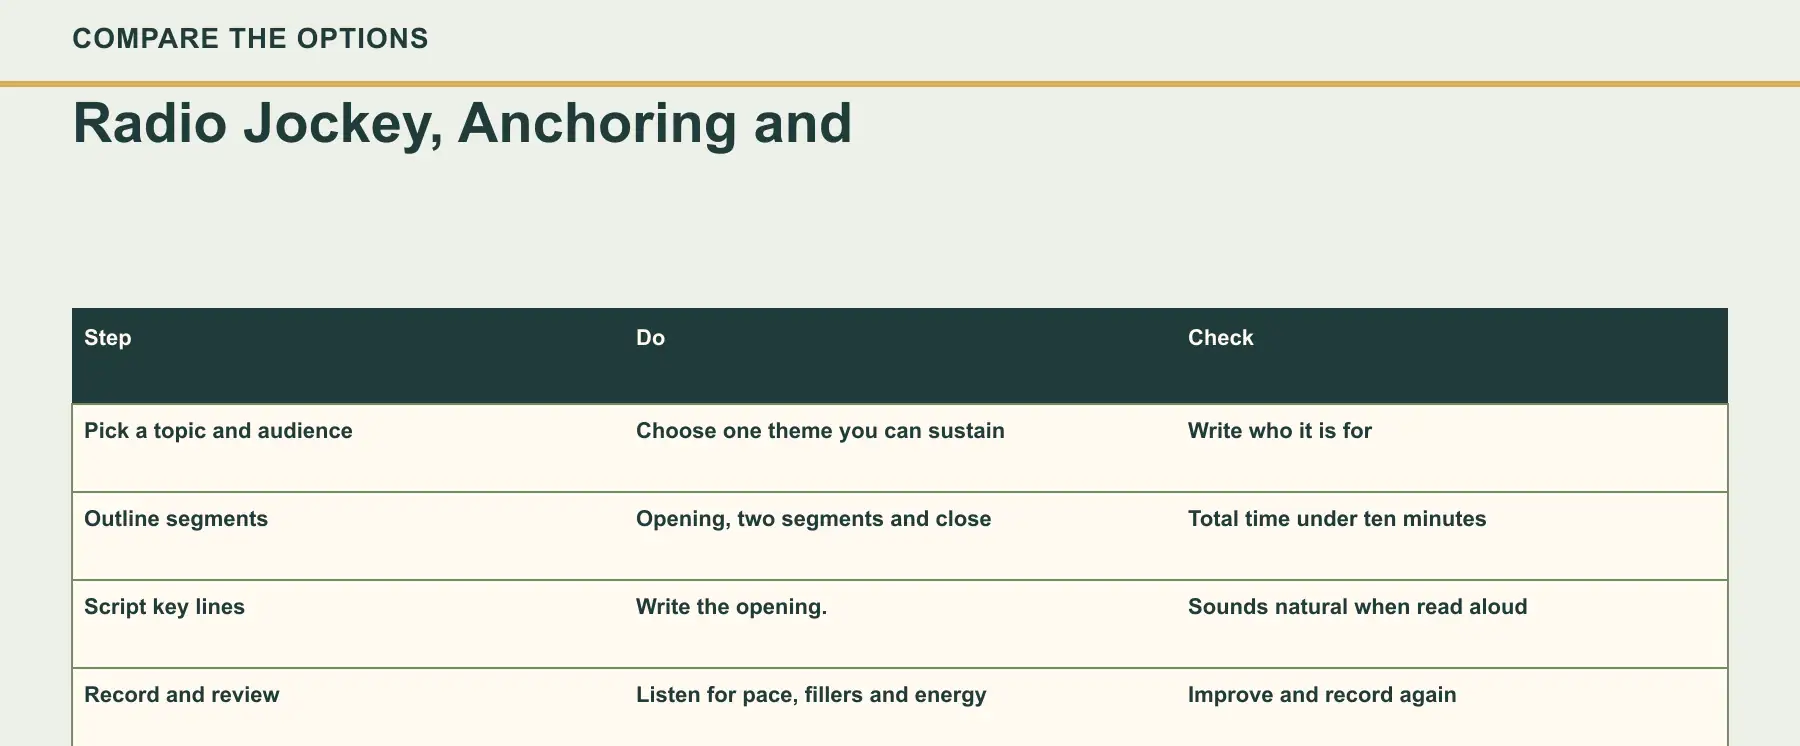 COMPARE THE OPTIONS
Radio Jockey, Anchoring and
Step Do Check
Pick a topic and audience Choose one theme you can sustain Write who it is for
Outline segments Opening, two segments and close Total time under ten minutes
Script key lines Write the opening. Sounds natural when read aloud
Record and review Listen for pace, fillers and energy Improve and record again